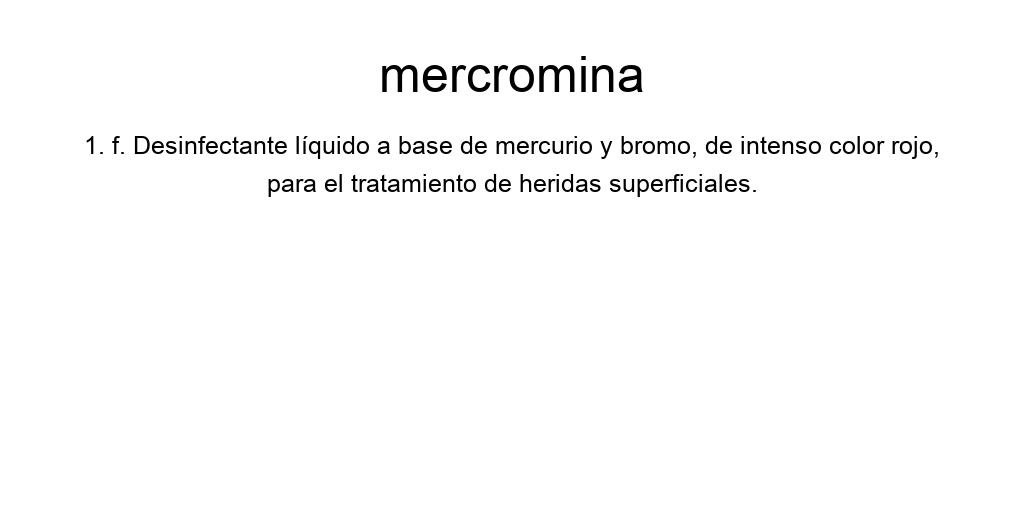 mercromina
1. f. Desinfectante líquido a base de mercurio y bromo, de intenso color rojo,
para el tratamiento de heridas superficiales.